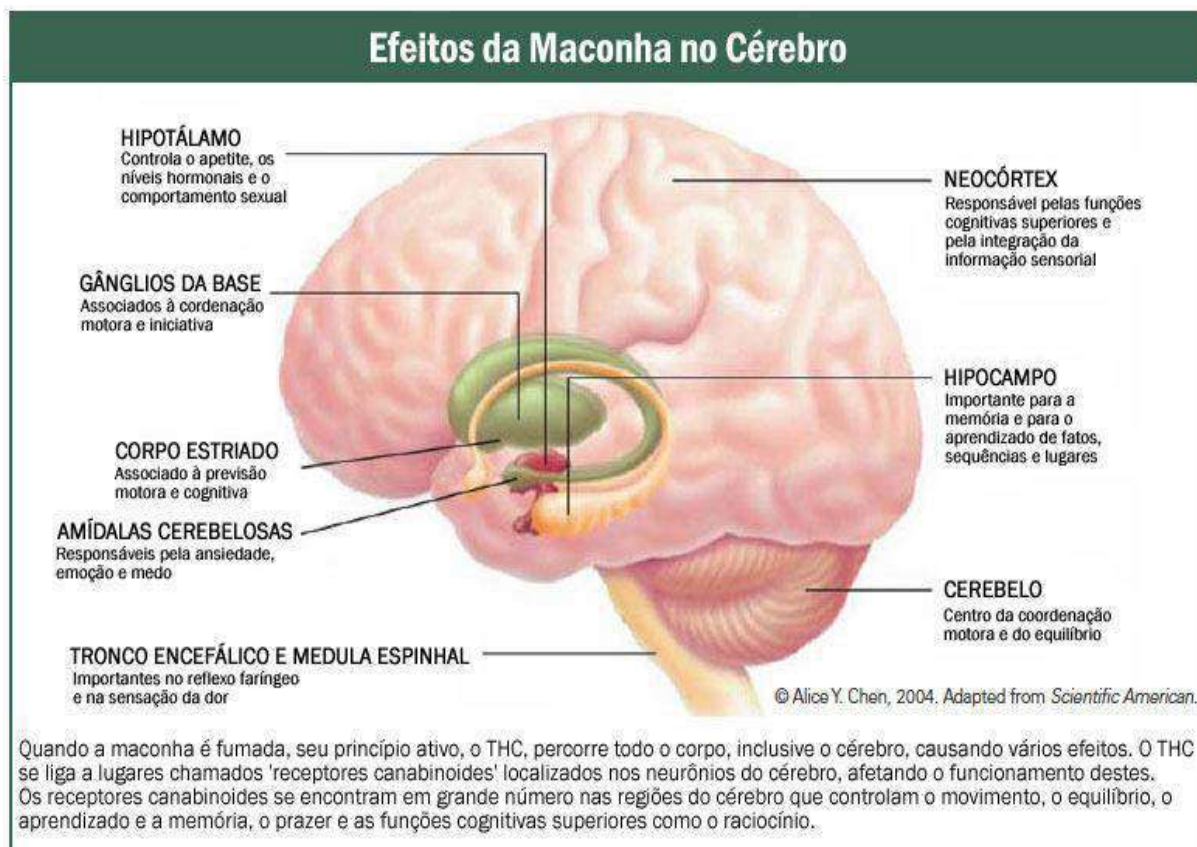 Efeitos da Maconha no Cérebro
HIPOTÁLAMO
Controla o apetite, os
níveis hormonais e o
comportamento sexual
GÂNGLIOS DA BASE
Associados à cordenação
motora e iniciativa
CORPO ESTRIADO
Associado à previsão
motora e cognitiva
AMÍDALAS CEREBELOSAS
Responsáveis pela ansiedade,
emoção e medo
TRONCO ENCEFÁLICO E MEDULA ESPINHAL
Importantes no reflexo faríngeo
e na sensação da dor
NEOCÓRTEX
Responsável pelas funções
cognitivas superiores e
pela integração da
informação sensorial
HIPOCAMPO
Importante para a
memória e para o
aprendizado de fatos,
sequências e lugares
CEREBELO
Centro da coordenação
motora e do equilíbrio
© Alice Y. Chen, 2004. Adapted from Scientific American.
Quando a maconha é fumada, seu princípio ativo, o THC, percorre todo o corpo, inclusive o cérebro, causando vários efeitos. O THC
se liga a lugares chamados 'receptores canabinoides' localizados nos neurônios do cérebro, afetando o funcionamento destes.
Os receptores canabinoides se encontram em grande número nas regiões do cérebro que controlam o movimento, o equilíbrio, o
aprendizado e a memória, o prazer e as funções cognitivas superiores como o raciocínio.